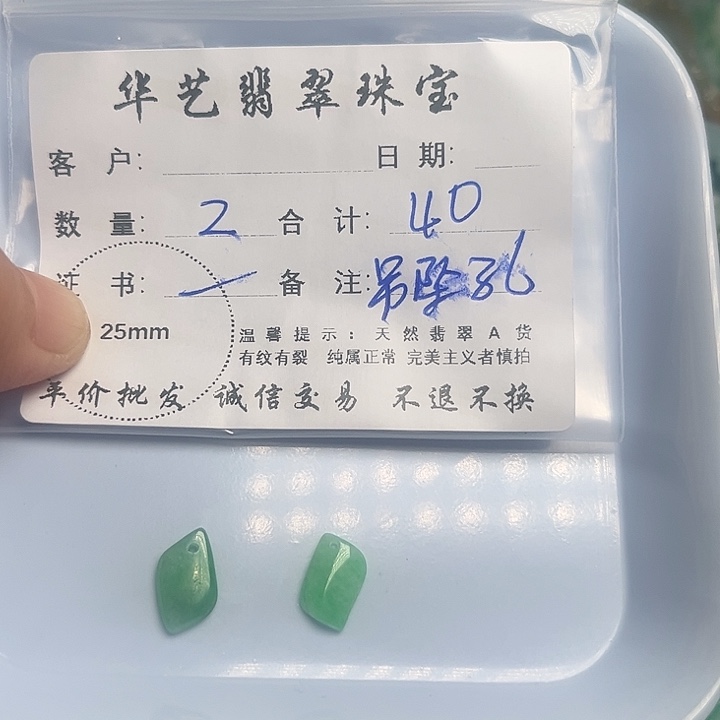 华艺翡翠珠宝
客 户： 日 期：
数 量： 2 合 计： 40
证 书： 一 备 注： 吊坠孔
25mm
温馨提示：天然翡翠A货
有纹有裂 纯属正常 完美主义者慎拍
平价批发 诚信交易 不退不换